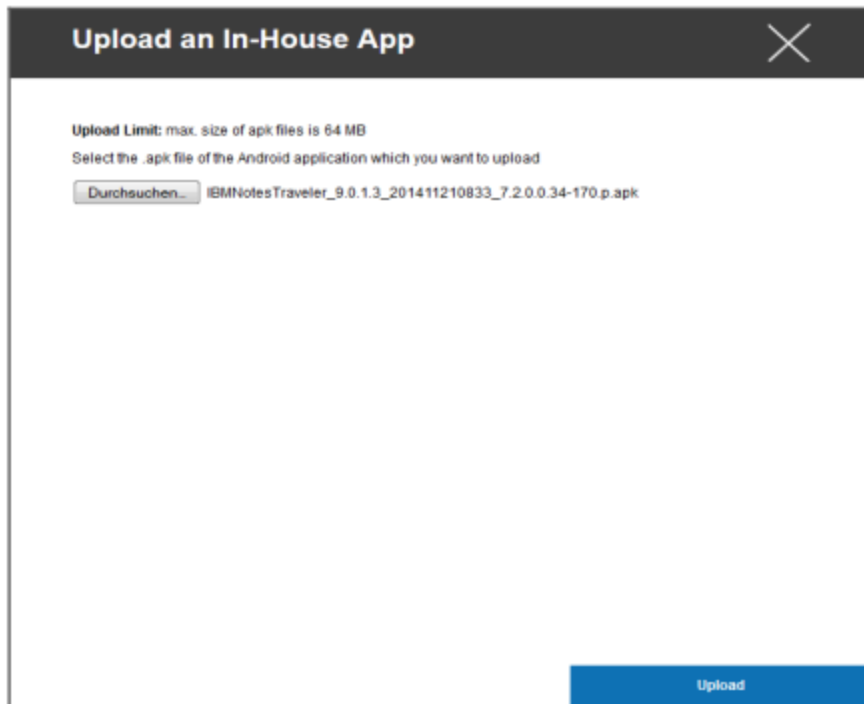 Upload an In-House App
Upload Limit: max. size of apk files is 64 MB
Select the .apk file of the Android application which you want to upload
Durchsuchen... IBMNotesTraveler_9.0.1.3_201411210833_7.2.0.0.34-170.p.apk
Upload